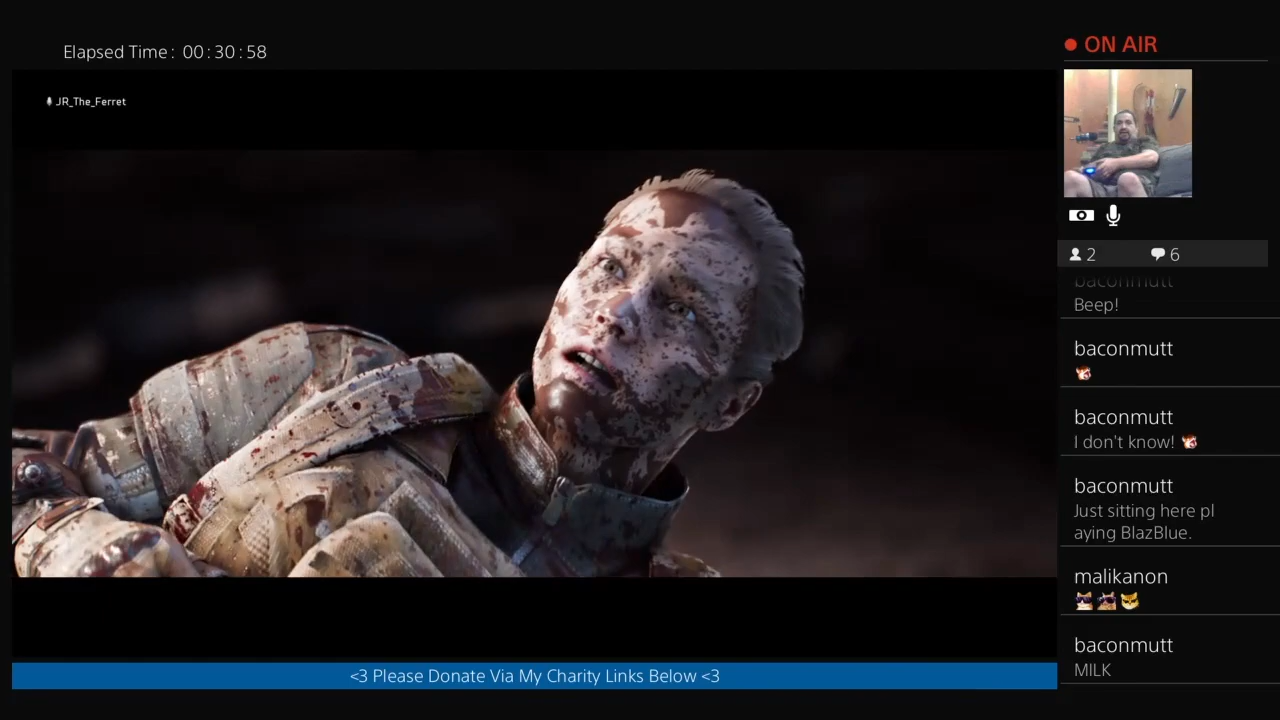 Elapsed Time: 00:30:58
ON AIR
JR_The_Ferret
2
6
baconmutt
Beep!
baconmutt
baconmutt
I don't know!
baconmutt
Just sitting here pl
aying BlazBlue.
malikanon
baconmutt
MILK
<3 Please Donate Via My Charity Links Below <3